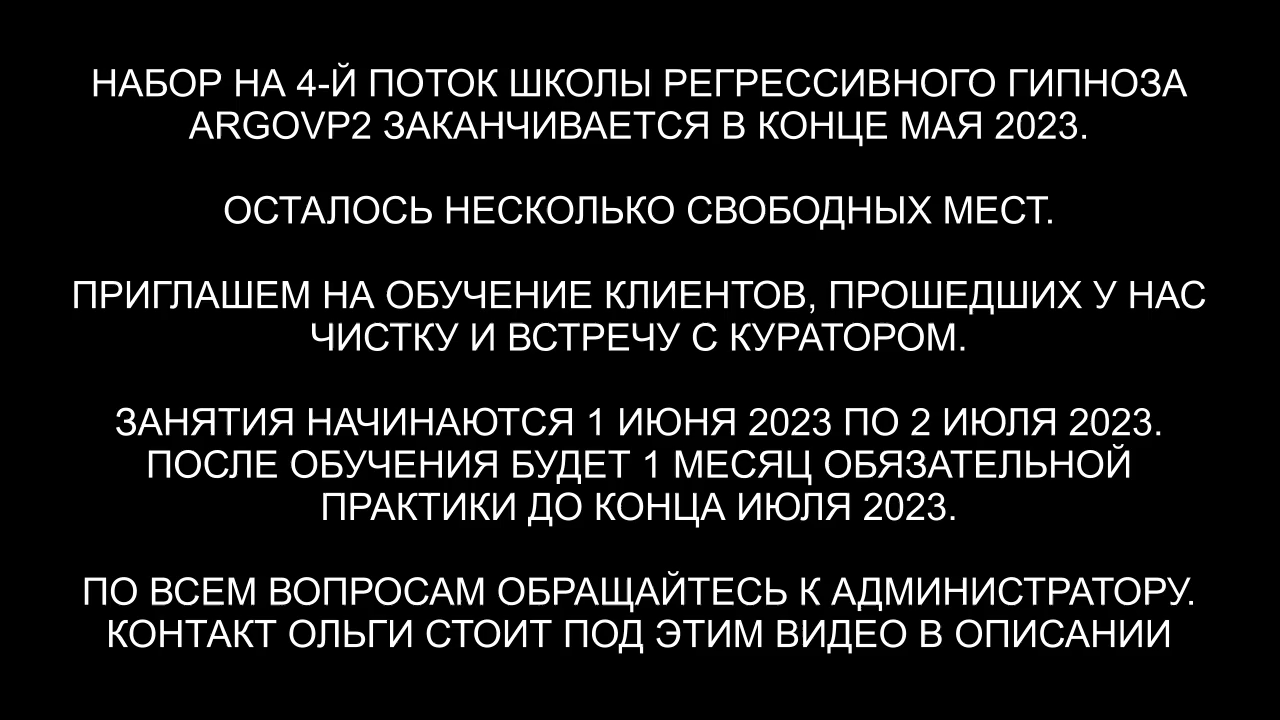 НАБОР НА 4-Й ПОТОК ШКОЛЫ РЕГРЕССИВНОГО ГИПНОЗА
ARGOVP2 ЗАКАНЧИВАЕТСЯ В КОНЦЕ МАЯ 2023.
ОСТАЛОСЬ НЕСКОЛЬКО СВОБОДНЫХ МЕСТ.
ПРИГЛАШЕМ НА ОБУЧЕНИЕ КЛИЕНТОВ, ПРОШЕДШИХ У НАС
ЧИСТКУ И ВСТРЕЧУ С КУРАТОРОМ.
ЗАНЯТИЯ НАЧИНАЮТСЯ 1 ИЮНЯ 2023 ПО 2 ИЮЛЯ 2023.
ПОСЛЕ ОБУЧЕНИЯ БУДЕТ 1 МЕСЯЦ ОБЯЗАТЕЛЬНОЙ
ПРАКТИКИ ДО КОНЦА ИЮЛЯ 2023.
ПО ВСЕМ ВОПРОСАМ ОБРАЩАЙТЕСЬ К АДМИНИСТРАТОРУ.
КОНТАКТ ОЛЬГИ СТОИТ ПОД ЭТИМ ВИДЕО В ОПИСАНИИ